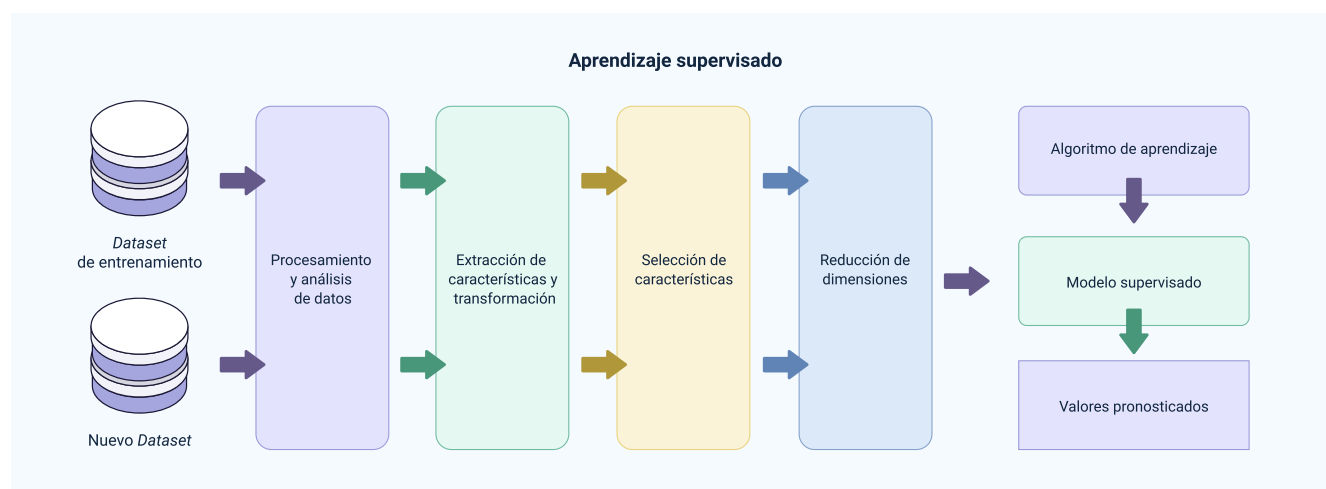 Aprendizaje supervisado
Dataset
de entrenamiento
Nuevo Dataset
Procesamiento
y análisis
de datos
Extracción de
características y
transformación
Selección de
características
Reducción de
dimensiones
Algoritmo de aprendizaje
Modelo supervisado
Valores pronosticados